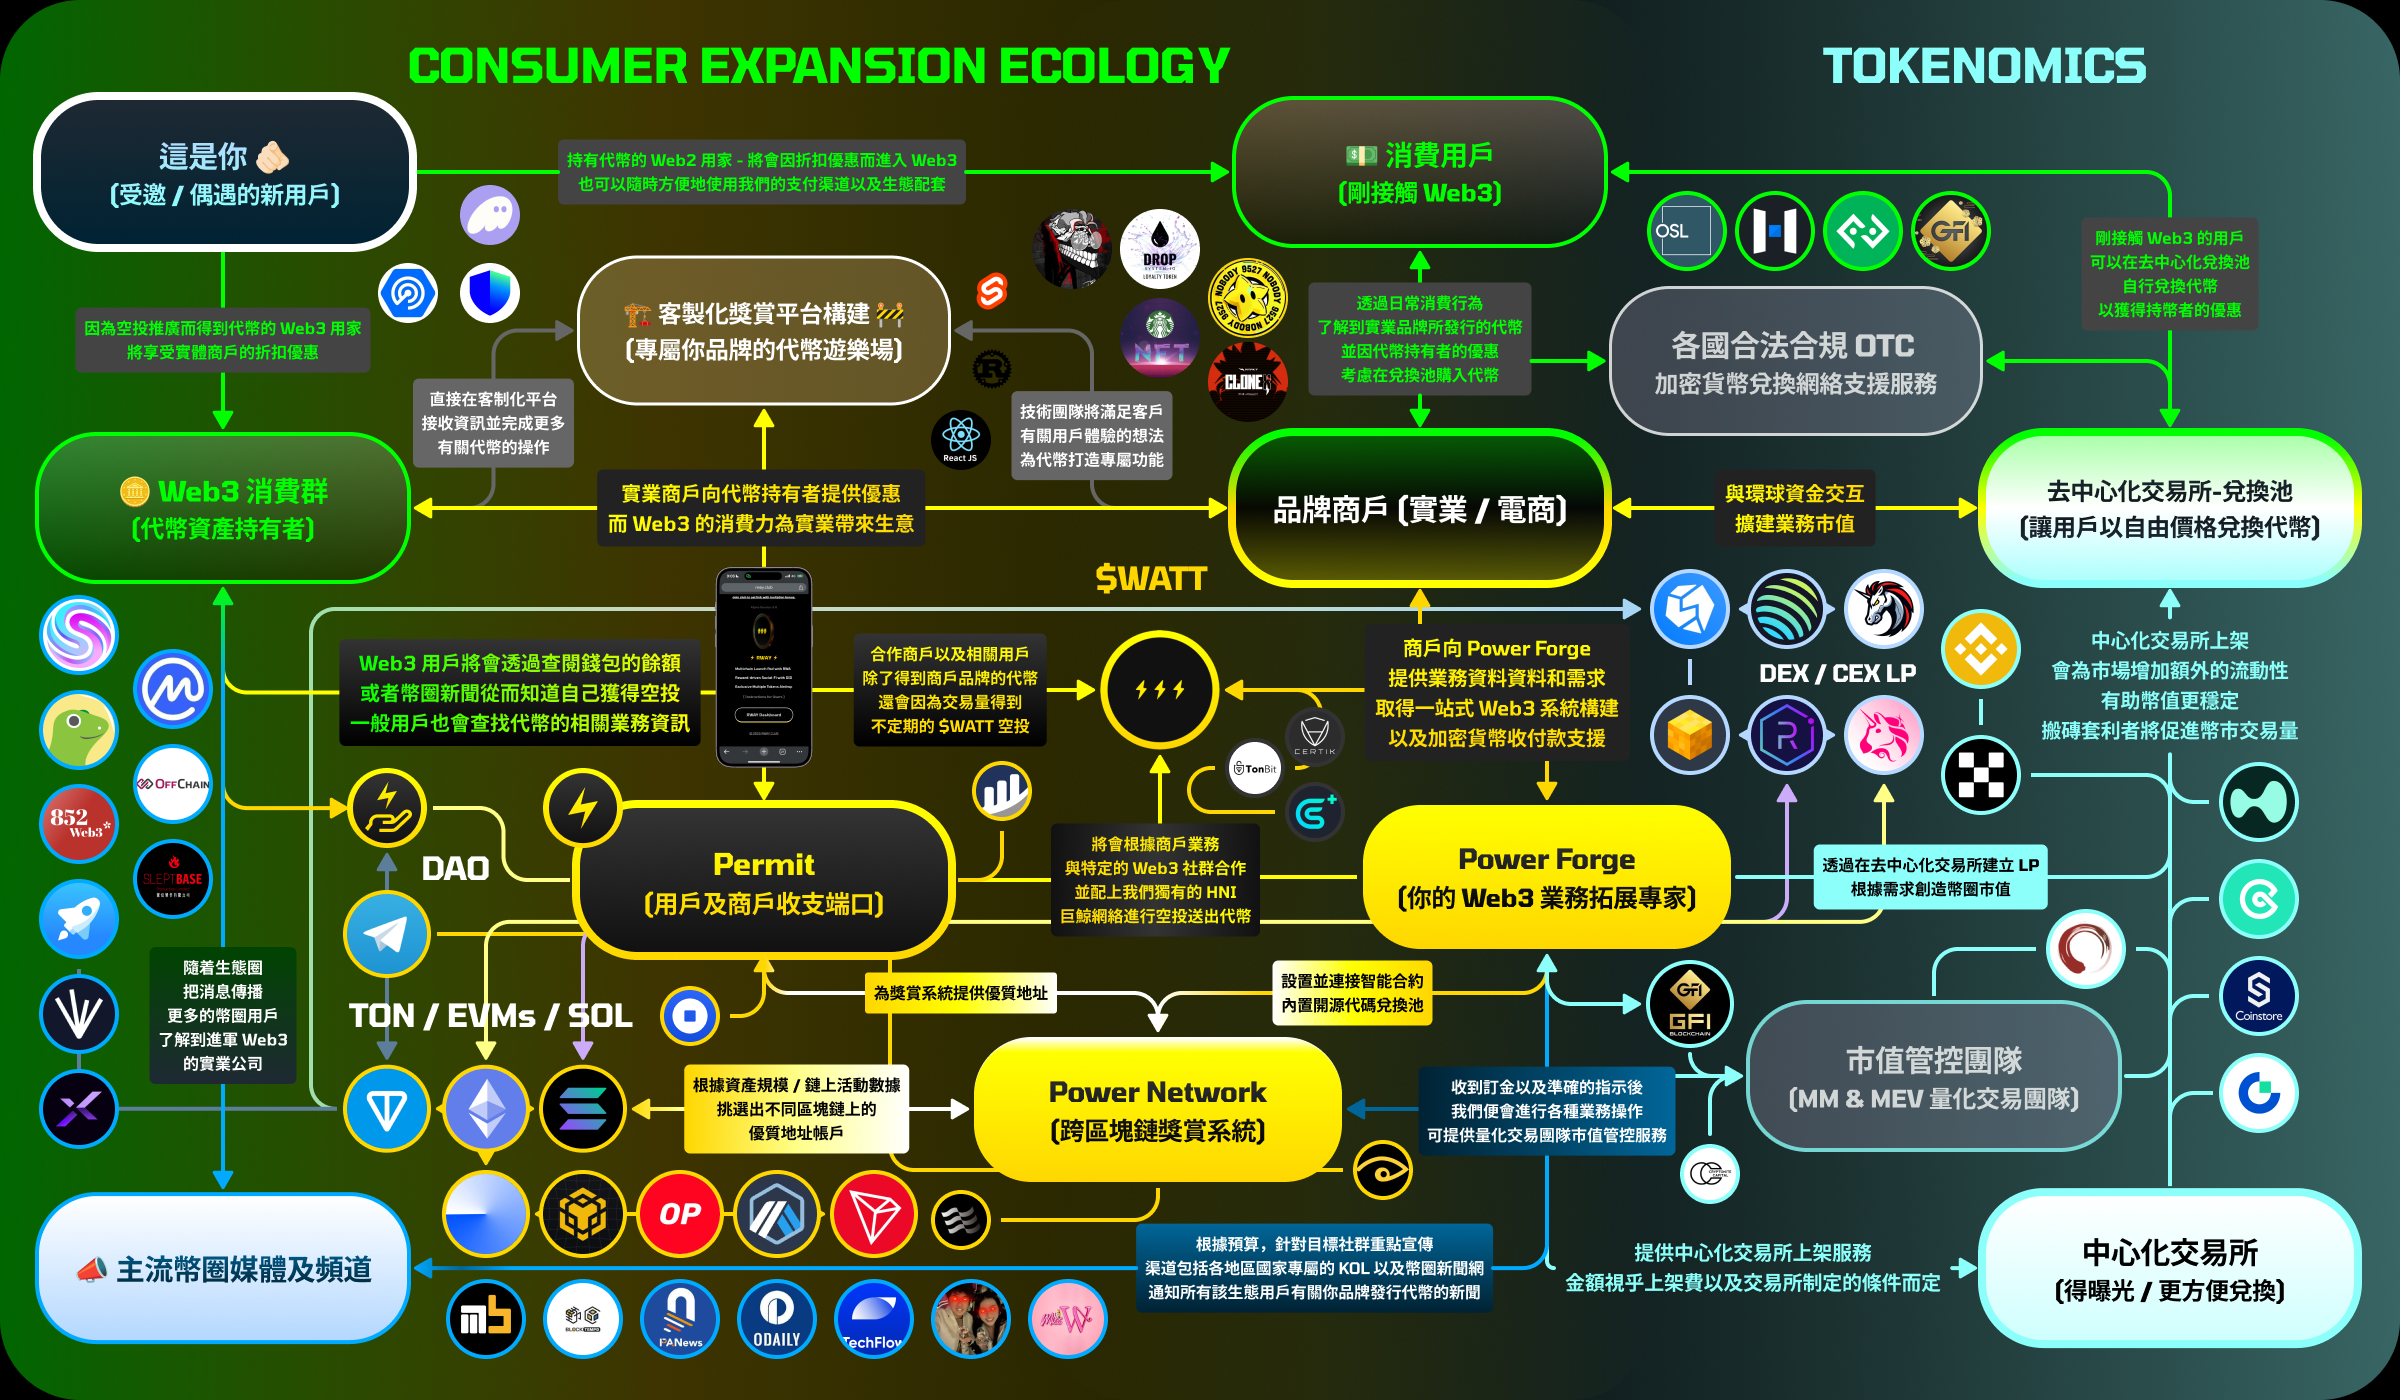 CONSUMER EXPANSION ECOLOGY
TOKENOMICS
這是你
(受邀 / 偶遇的新用戶)
持有代幣的 Web2 用家 - 將會因折扣優惠而進入 Web3
也可以隨時方便地使用我們的支付渠道以及生態配套
消費用戶
(剛接觸 Web3)
OSL
GFI
剛接觸 Web3 的用戶
可以在去中心化兌換池
自行兌換代幣
以獲得持幣者的優惠
因為空投推廣而得到代幣的 Web3 用家
將享受實體商戶的折扣優惠
客製化獎賞平台構建
(專屬你品牌的代幣遊樂場)
DROP
SYSTEM.IO
LOYALTY TOKEN
NOBODY 9527 NOBODY 9527
NFT
CLONE
React JS
透過日常消費行為
了解到實業品牌所發行的代幣
並因代幣持有者的優惠
考慮在兌換池購入代幣
各國合法合規 OTC
加密貨幣兌換網絡支援服務
直接在客制化平台
接收資訊並完成更多
有關代幣的操作
技術團隊將滿足客戶
有關用戶體驗的想法
為代幣打造專屬功能
Web3 消費群
(代幣資產持有者)
實業商戶向代幣持有者提供優惠
而 Web3 的消費力為實業帶來生意
品牌商戶 (實業 / 電商)
與環球資金交互
擴建業務市值
去中心化交易所-兌換池
(讓用戶以自由價格兌換代幣)
$WATT
Web3 用戶將會透過查閱錢包的餘額
或者幣圈新聞從而知道自己獲得空投
一般用戶也會查找代幣的相關業務資訊
RWAY
RWAY Dashboard
合作商戶以及相關用戶
除了得到商戶品牌的代幣
還會因為交易量得到
不定期的 $WATT 空投
商戶向 Power Forge
提供業務資料資料和需求
取得一站式 Web3 系統構建
以及加密貨幣收付款支援
DEX / CEX LP
中心化交易所上架
會為市場增加額外的流動性
有助幣值更穩定
搬磚套利者將促進幣市交易量
OFFCHAIN
852
Web3
SLEPTBASE
CERTIK
TonBit
DAO
Permit
(用戶及商戶收支端口)
將會根據商戶業務
與特定的 Web3 社群合作
並配上我們獨有的 HNI
巨鯨網絡進行空投送出代幣
Power Forge
(你的 Web3 業務拓展專家)
透過在去中心化交易所建立 LP
根據需求創造幣圈市值
隨着生態圈
把消息傳播
更多的幣圈用戶
了解到進軍 Web3
的實業公司
TON / EVMs / SOL
為獎賞系統提供優質地址
設置並連接智能合約
內置開源代碼兌換池
GFI
GFI
BLOCKCHAIN
Coinstore
市值管控團隊
(MM & MEV 量化交易團隊)
根據資產規模 / 鏈上活動數據
挑選出不同區塊鏈上的
優質地址帳戶
Power Network
(跨區塊鏈獎賞系統)
收到訂金以及準確的指示後
我們便會進行各種業務操作
可提供量化交易團隊市值管控服務
OP
主流幣圈媒體及頻道
根據預算，針對目標社群重點宣傳
渠道包括各地區國家專屬的 KOL 以及幣圈新聞網
通知所有該生態用戶有關你品牌發行代幣的新聞
提供中心化交易所上架服務
金額視乎上架費以及交易所制定的條件而定
中心化交易所
(得曝光 / 更方便兌換)
BLOCKTEMPO
PANews
ODAILY
TechFlow